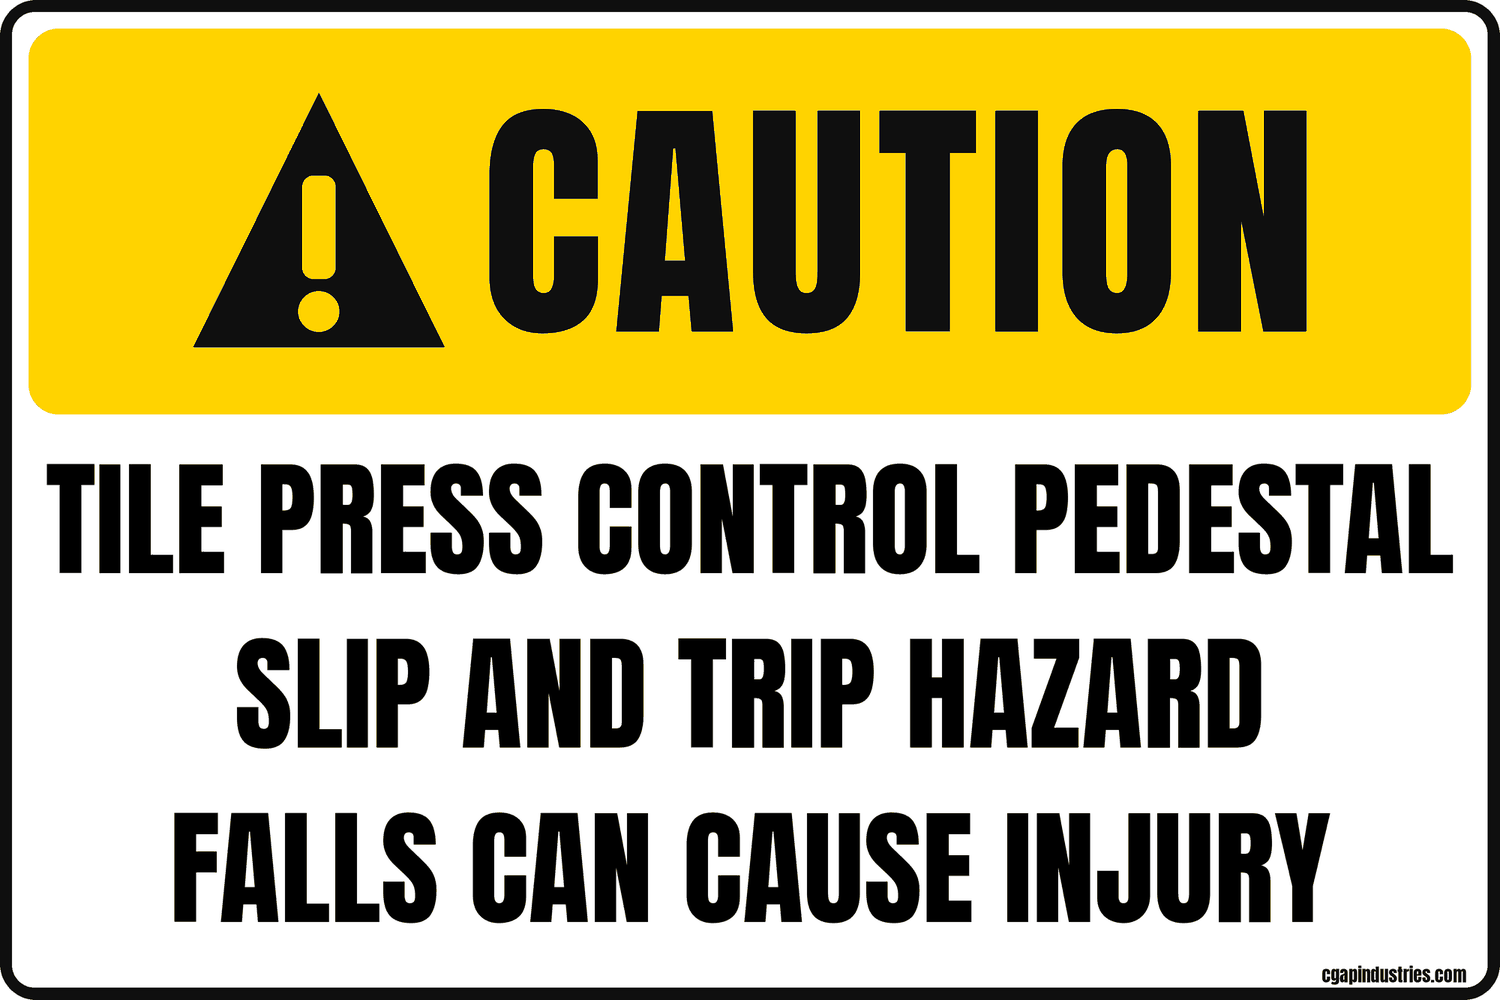 CAUTION
TILE PRESS CONTROL PEDESTAL
SLIP AND TRIP HAZARD
FALLS CAN CAUSE INJURY
cgapindustries.com